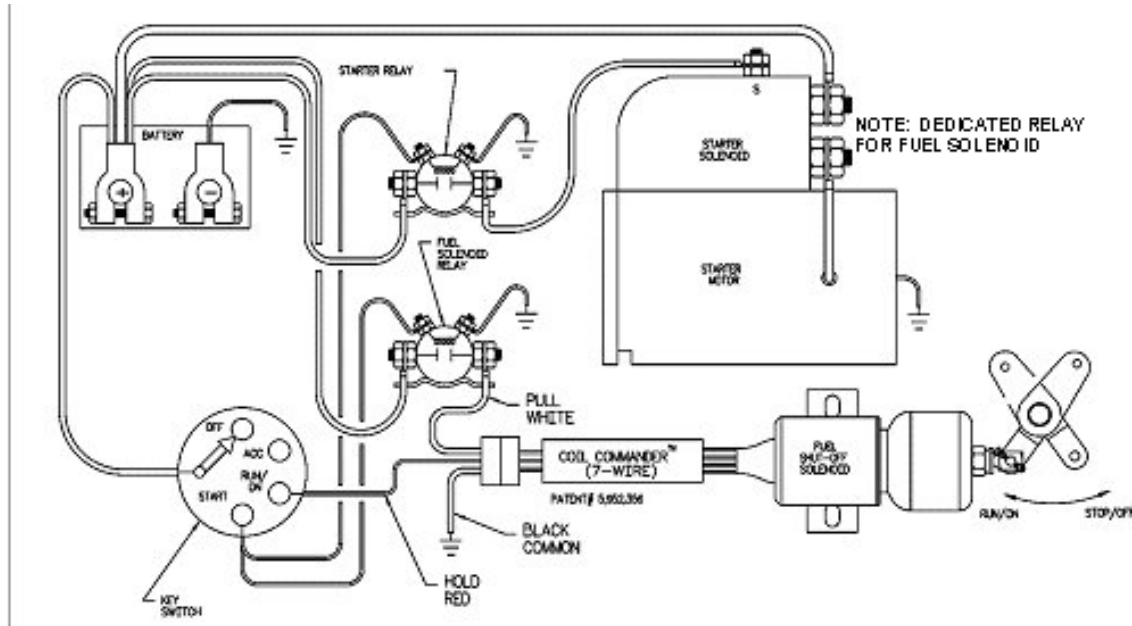 STARTER RELAY
BATTERY
+
-
S
STARTER
SOLENOID
NOTE: DEDICATED RELAY
FOR FUEL SOLENOID
FUEL
SOLENOID
RELAY
STARTER
MOTOR
PULL
WHITE
OFF
ACC
RUN/
ON
START
COIL COMMANDER™
(7-WIRE)
PATENT# 5,952,356
FUEL
SHUT-OFF
SOLENOID
RUN/ON
STOP/OFF
BLACK
COMMON
HOLD
RED
KEY
SWITCH